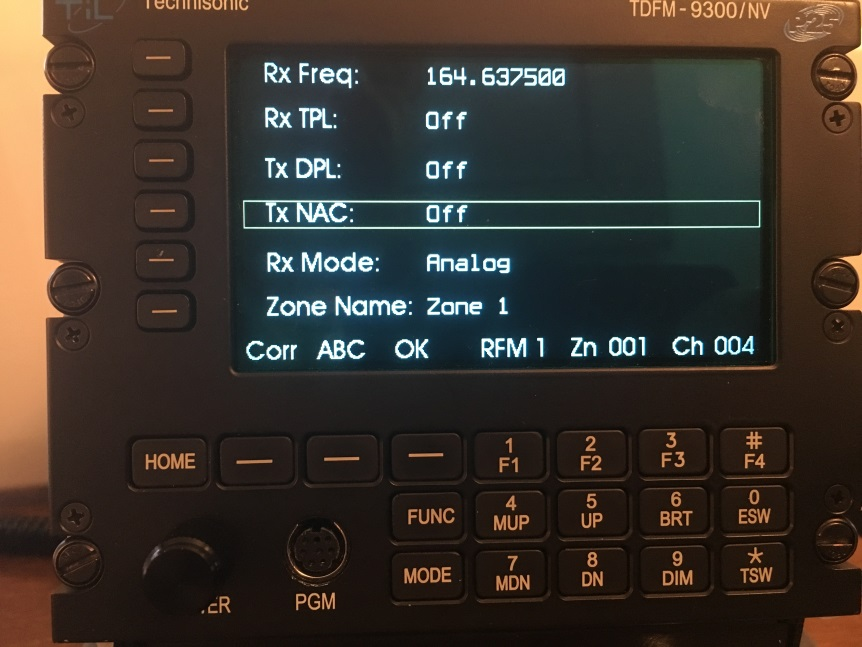 TiL Technisonic TDFM-9300/NV P25
Rx Freq: 164.637500
Rx TPL: Off
Tx DPL: Off
Tx NAC: Off
Rx Mode: Analog
Zone Name: Zone 1
Corr ABC OK RFM 1 Zn 001 Ch 004
HOME 1 F1 2 F2 3 F3 # F4
FUNC 4 MUP 5 UP 6 BRT 0 ESW
MODE 7 MDN 8 DN 9 DIM * TSW
PGM